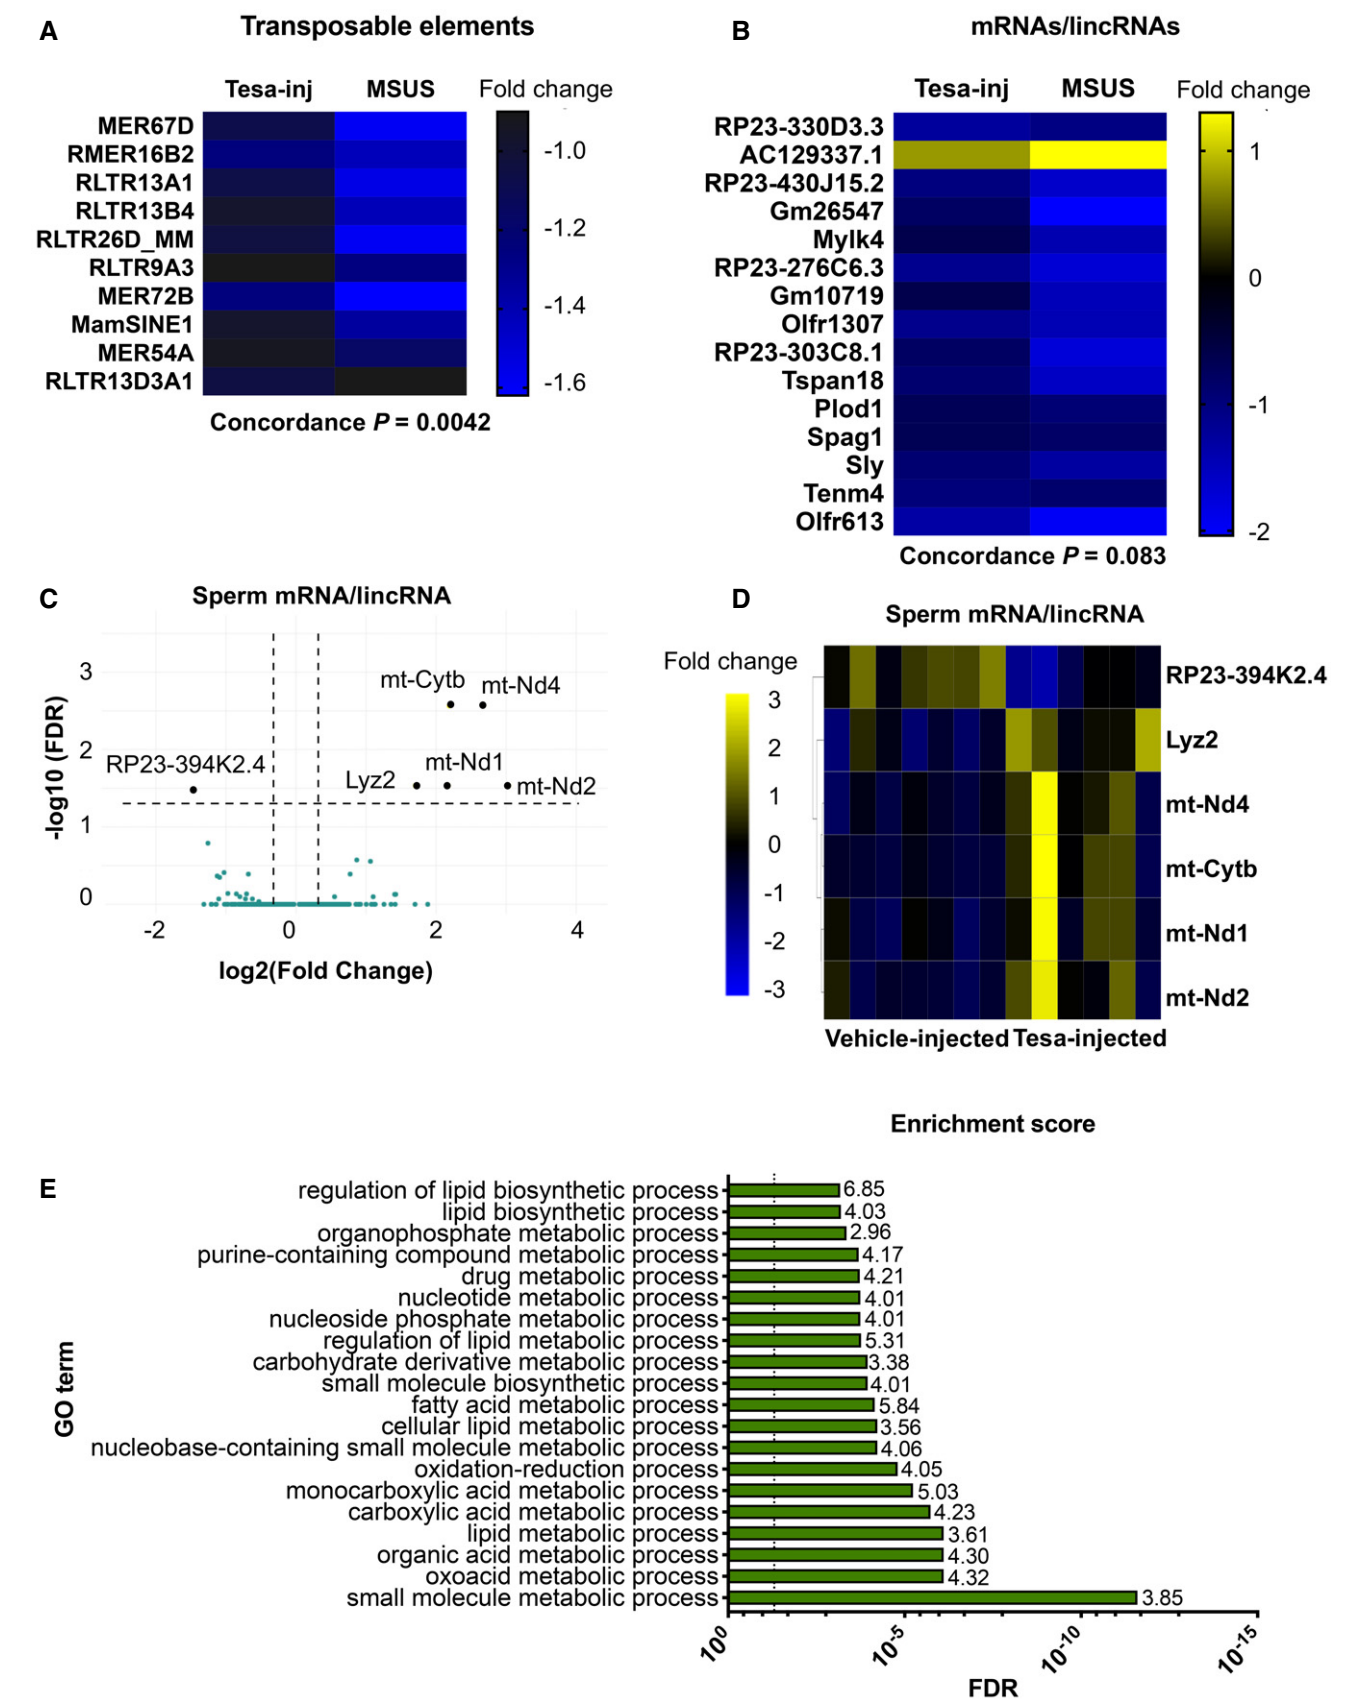 A
Transposable elements
Tesa-inj MSUS Fold change
MER67D
RMER16B2
RLTR13A1
RLTR13B4
RLTR26D_MM
RLTR9A3
MER72B
MamSINE1
MER54A
RLTR13D3A1
-1.0
-1.2
-1.4
-1.6
Concordance P = 0.0042
B
mRNAs/lincRNAs
Tesa-inj MSUS Fold change
RP23-330D3.3
AC129337.1
RP23-430J15.2
Gm26547
Mylk4
RP23-276C6.3
Gm10719
Olfr1307
RP23-303C8.1
Tspan18
Plod1
Spag1
Sly
Tenm4
Olfr613
1
0
-1
-2
Concordance P = 0.083
C
Sperm mRNA/lincRNA
-log10 (FDR)
3
2
1
0
mt-Cytb
mt-Nd4
RP23-394K2.4
Lyz2
mt-Nd1
mt-Nd2
-2 0 2 4
log2(Fold Change)
D
Sperm mRNA/lincRNA
Fold change
3
2
1
0
-1
-2
-3
RP23-394K2.4
Lyz2
mt-Nd4
mt-Cytb
mt-Nd1
mt-Nd2
Vehicle-injected Tesa-injected
E
Enrichment score
GO term
regulation of lipid biosynthetic process 6.85
lipid biosynthetic process 4.03
organophosphate metabolic process 2.96
purine-containing compound metabolic process 4.17
drug metabolic process 4.21
nucleotide metabolic process 4.01
nucleoside phosphate metabolic process 4.01
regulation of lipid metabolic process 5.31
carbohydrate derivative metabolic process 3.38
small molecule biosynthetic process 4.01
fatty acid metabolic process 5.84
cellular lipid metabolic process 3.56
nucleobase-containing small molecule metabolic process 4.06
oxidation-reduction process 4.05
monocarboxylic acid metabolic process 5.03
carboxylic acid metabolic process 4.23
lipid metabolic process 3.61
organic acid metabolic process 4.30
oxoacid metabolic process 4.32
small molecule metabolic process 3.85
10^0 10^-5 10^-10 10^-15
FDR